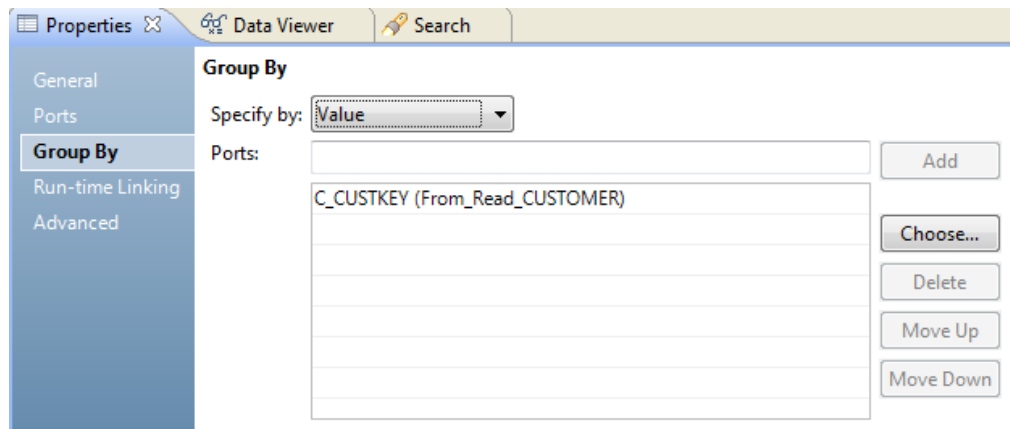 Properties Data Viewer Search
General
Ports
Group By
Run-time Linking
Advanced
Group By
Specify by: Value
Ports:
Add
C_CUSTKEY (From_Read_CUSTOMER)
Choose...
Delete
Move Up
Move Down